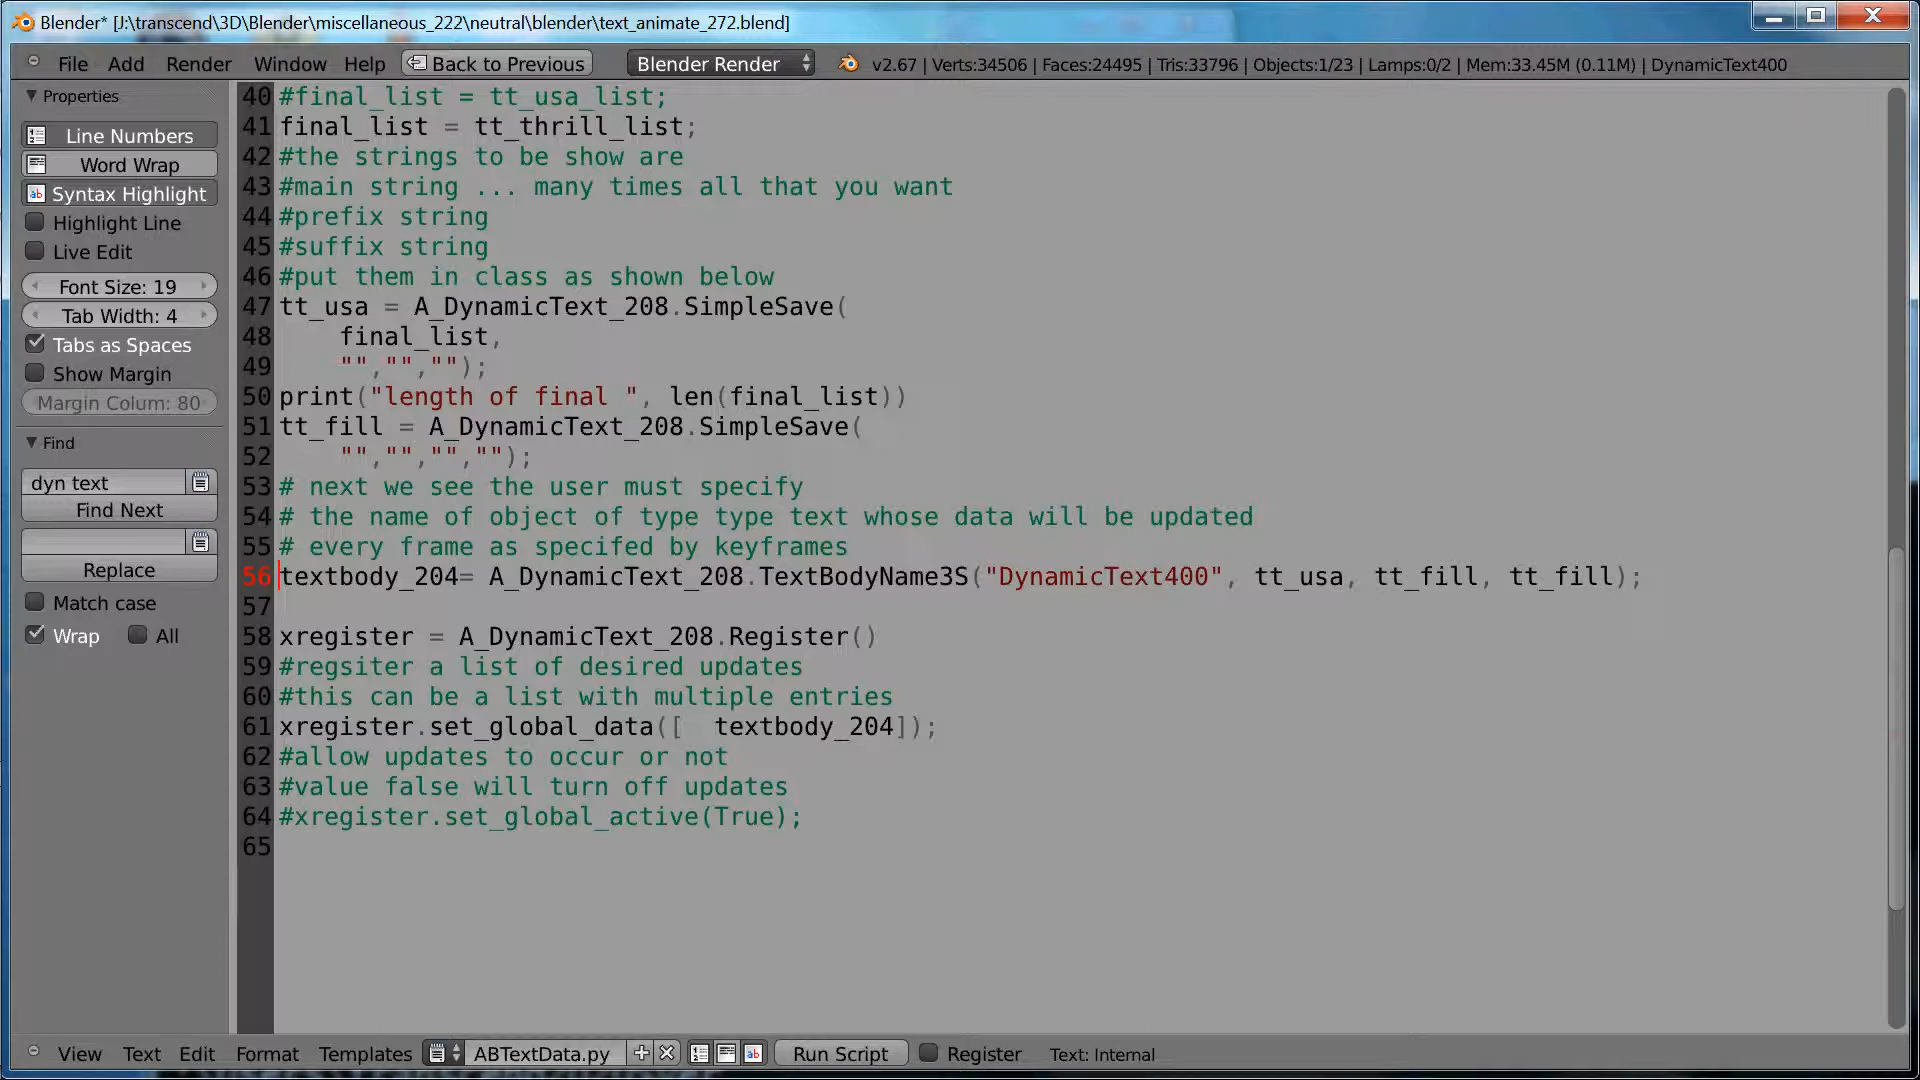 Blender* [J:\transcend\3D\Blender\miscellaneous_222\neutral\blender\text_animate_272.blend]
File Add Render Window Help Back to Previous Blender Render v2.67 | Verts:34506 | Faces:24495 | Tris:33796 | Objects:1/23 | Lamps:0/2 | Mem:33.45M (0.11M) | DynamicText400
Properties
Line Numbers
Word Wrap
Syntax Highlight
Highlight Line
Live Edit
Font Size: 19
Tab Width: 4
Tabs as Spaces
Show Margin
Margin Colum: 80
Find
dyn text
Find Next
Replace
Match case
Wrap All
40 #final_list = tt_usa_list;
41 final_list = tt_thrill_list;
42 #the strings to be show are
43 #main string ... many times all that you want
44 #prefix string
45 #suffix string
46 #put them in class as shown below
47 tt_usa = A_DynamicText_208.SimpleSave(
48     final_list,
49     "","","");
50 print("length of final ", len(final_list))
51 tt_fill = A_DynamicText_208.SimpleSave(
52     "","","","");
53 # next we see the user must specify
54 # the name of object of type type text whose data will be updated
55 # every frame as specifed by keyframes
56 textbody_204= A_DynamicText_208.TextBodyName3S("DynamicText400", tt_usa, tt_fill, tt_fill);
57
58 xregister = A_DynamicText_208.Register()
59 #regsiter a list of desired updates
60 #this can be a list with multiple entries
61 xregister.set_global_data([  textbody_204]);
62 #allow updates to occur or not
63 #value false will turn off updates
64 #xregister.set_global_active(True);
65
View Text Edit Format Templates ABTextData.py Run Script Register Text: Internal